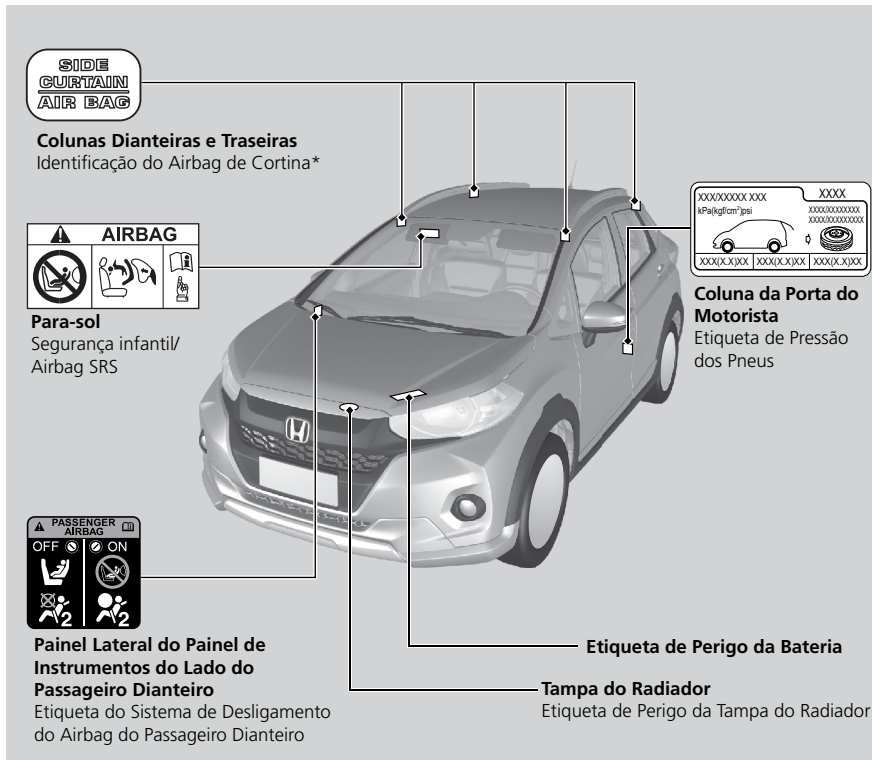 SIDE
CURTAIN
AIR BAG
Colunas Dianteiras e Traseiras
Identificação do Airbag de Cortina*
AIRBAG
Para-sol
Segurança infantil/
Airbag SRS
XXX/XXXXX XXX
XXXX
kPa(kgf/cm²)psi
XXXX/XXXXXXXX
XXXX/XXXXXXXXX
XXX(X.X)XX XXX(X.X)XX XXX(X.X)XX
Coluna da Porta do
Motorista
Etiqueta de Pressão
dos Pneus
PASSENGER
AIRBAG
OFF ON
2 2
Painel Lateral do Painel de
Instrumentos do Lado do
Passageiro Dianteiro
Etiqueta do Sistema de Desligamento
do Airbag do Passageiro Dianteiro
Etiqueta de Perigo da Bateria
Tampa do Radiador
Etiqueta de Perigo da Tampa do Radiador